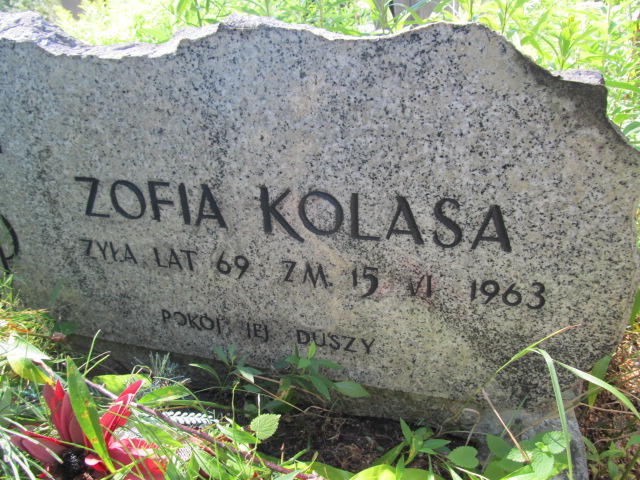 ZOFIA KOLASA
ŻYŁA LAT 69 ZM. 15 VI 1963
POKÓJ JEJ DUSZY